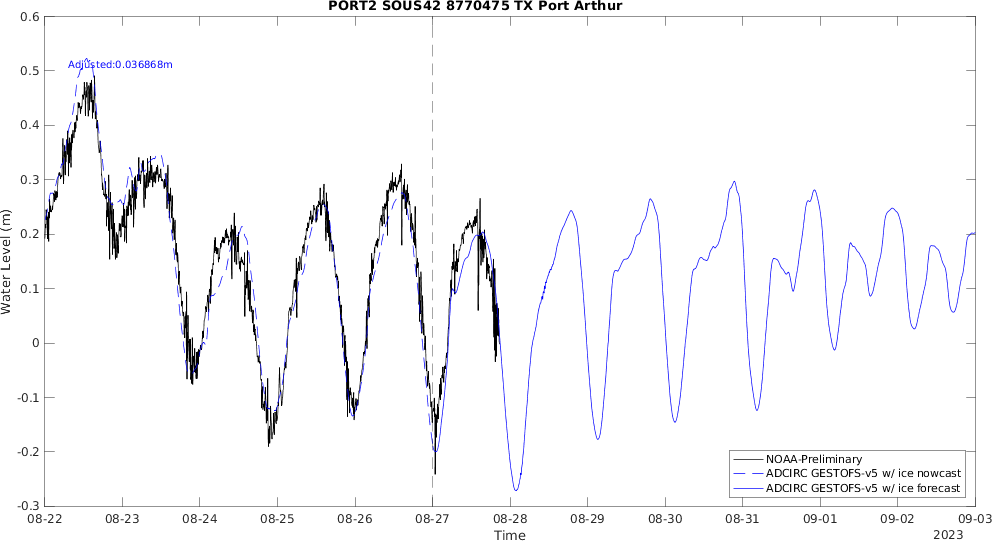 PORT2 SOUS42 8770475 TX Port Arthur
0.6
0.5
0.4
0.3
0.2
0.1
0
-0.1
-0.2
-0.3
Water Level (m)
Adjusted:0.036868m
NOAA-Preliminary
ADCIRC GESTOFS-v5 w/ ice nowcast
ADCIRC GESTOFS-v5 w/ ice forecast
08-22 08-23 08-24 08-25 08-26 08-27 08-28 08-29 08-30 08-31 09-01 09-02 09-03
Time
2023